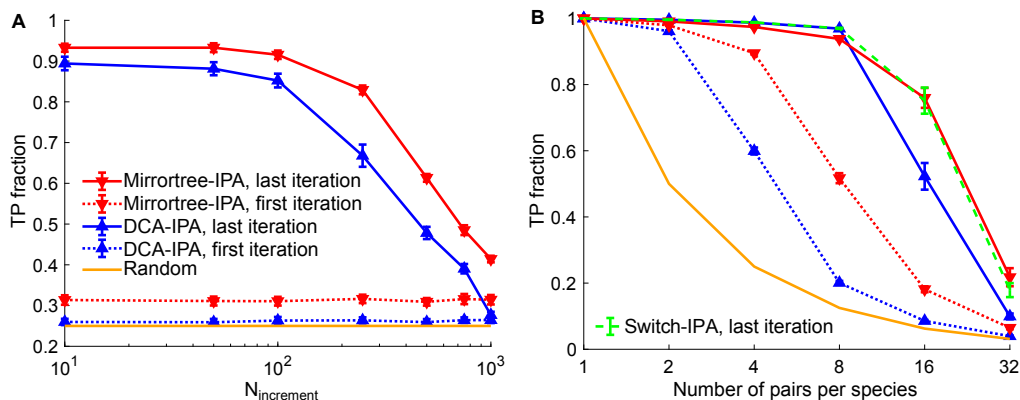 A
TP fraction
1
0.9
0.8
0.7
0.6
0.5
0.4
0.3
0.2
Mirrortree-IPA, last iteration
Mirrortree-IPA, first iteration
DCA-IPA, last iteration
DCA-IPA, first iteration
Random
10^1
10^2
10^3
N_increment
B
TP fraction
1
0.8
0.6
0.4
0.2
0
Switch-IPA, last iteration
1
2
4
8
16
32
Number of pairs per species